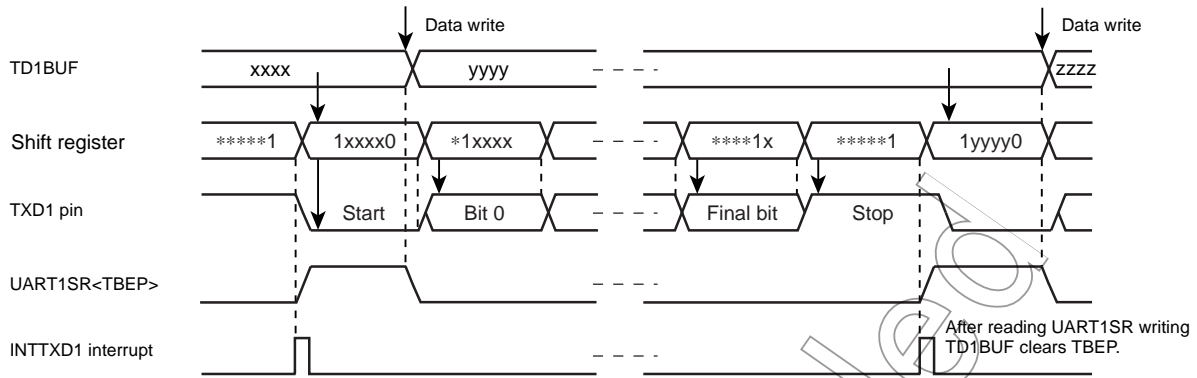 Data write
Data write
TD1BUF
xxxx
yyyy
zzzz
Shift register
*****1
1xxxx0
*1xxxx
****1x
*****1
1yyyy0
TXD1 pin
Start
Bit 0
Final bit
Stop
UART1SR<TBEP>
INTTXD1 interrupt
After reading UART1SR writing
TD1BUF clears TBEP.